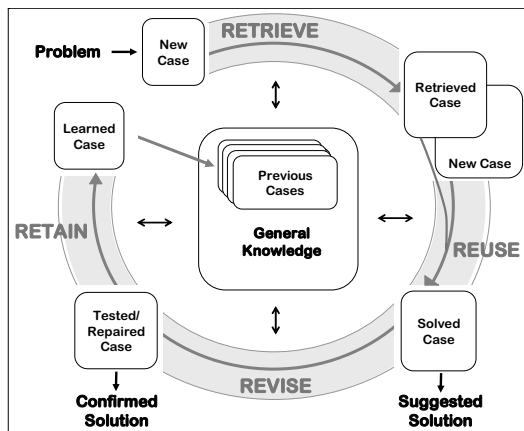 Problem
New
Case
RETRIEVE
Retrieved
Case
New Case
Learned
Case
Previous
Cases
General
Knowledge
RETAIN
REUSE
Tested/
Repaired
Case
Solved
Case
REVISE
Confirmed
Solution
Suggested
Solution